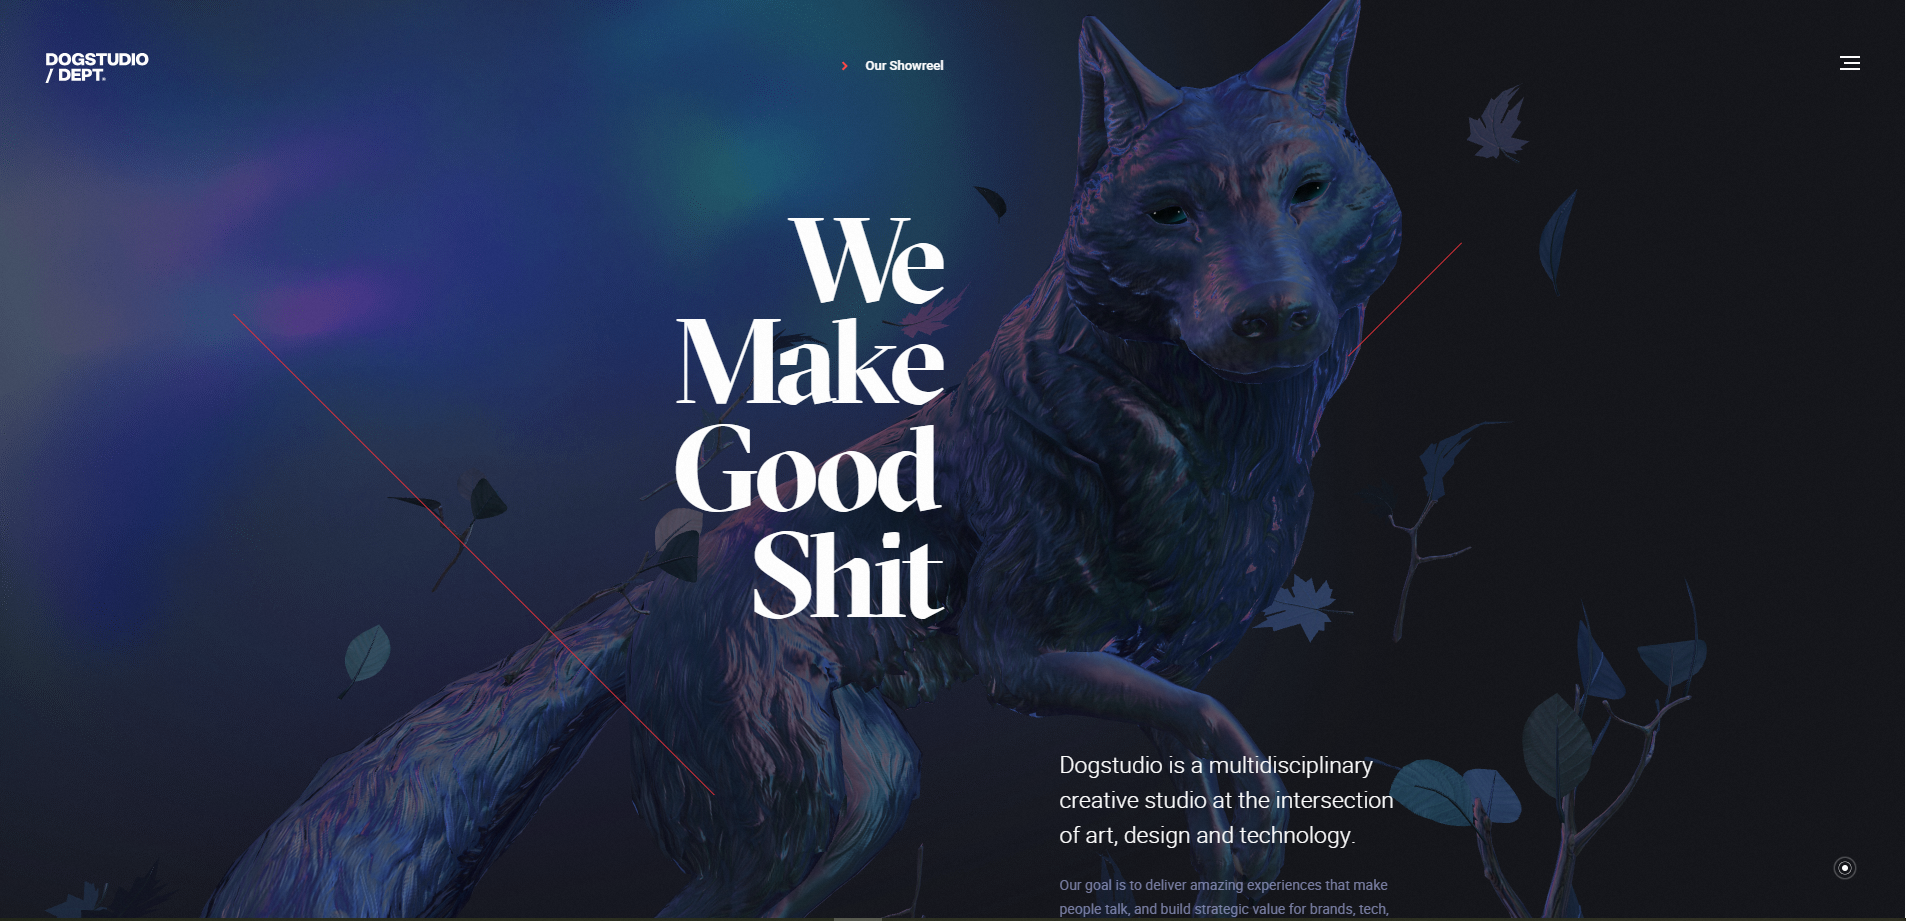 DOGSTUDIO
/ DEPT.
Our Showreel
We
Make
Good
Shit
Dogstudio is a multidisciplinary
creative studio at the intersection
of art, design and technology.
Our goal is to deliver amazing experiences that make
people talk, and build strategic value for brands, tech,